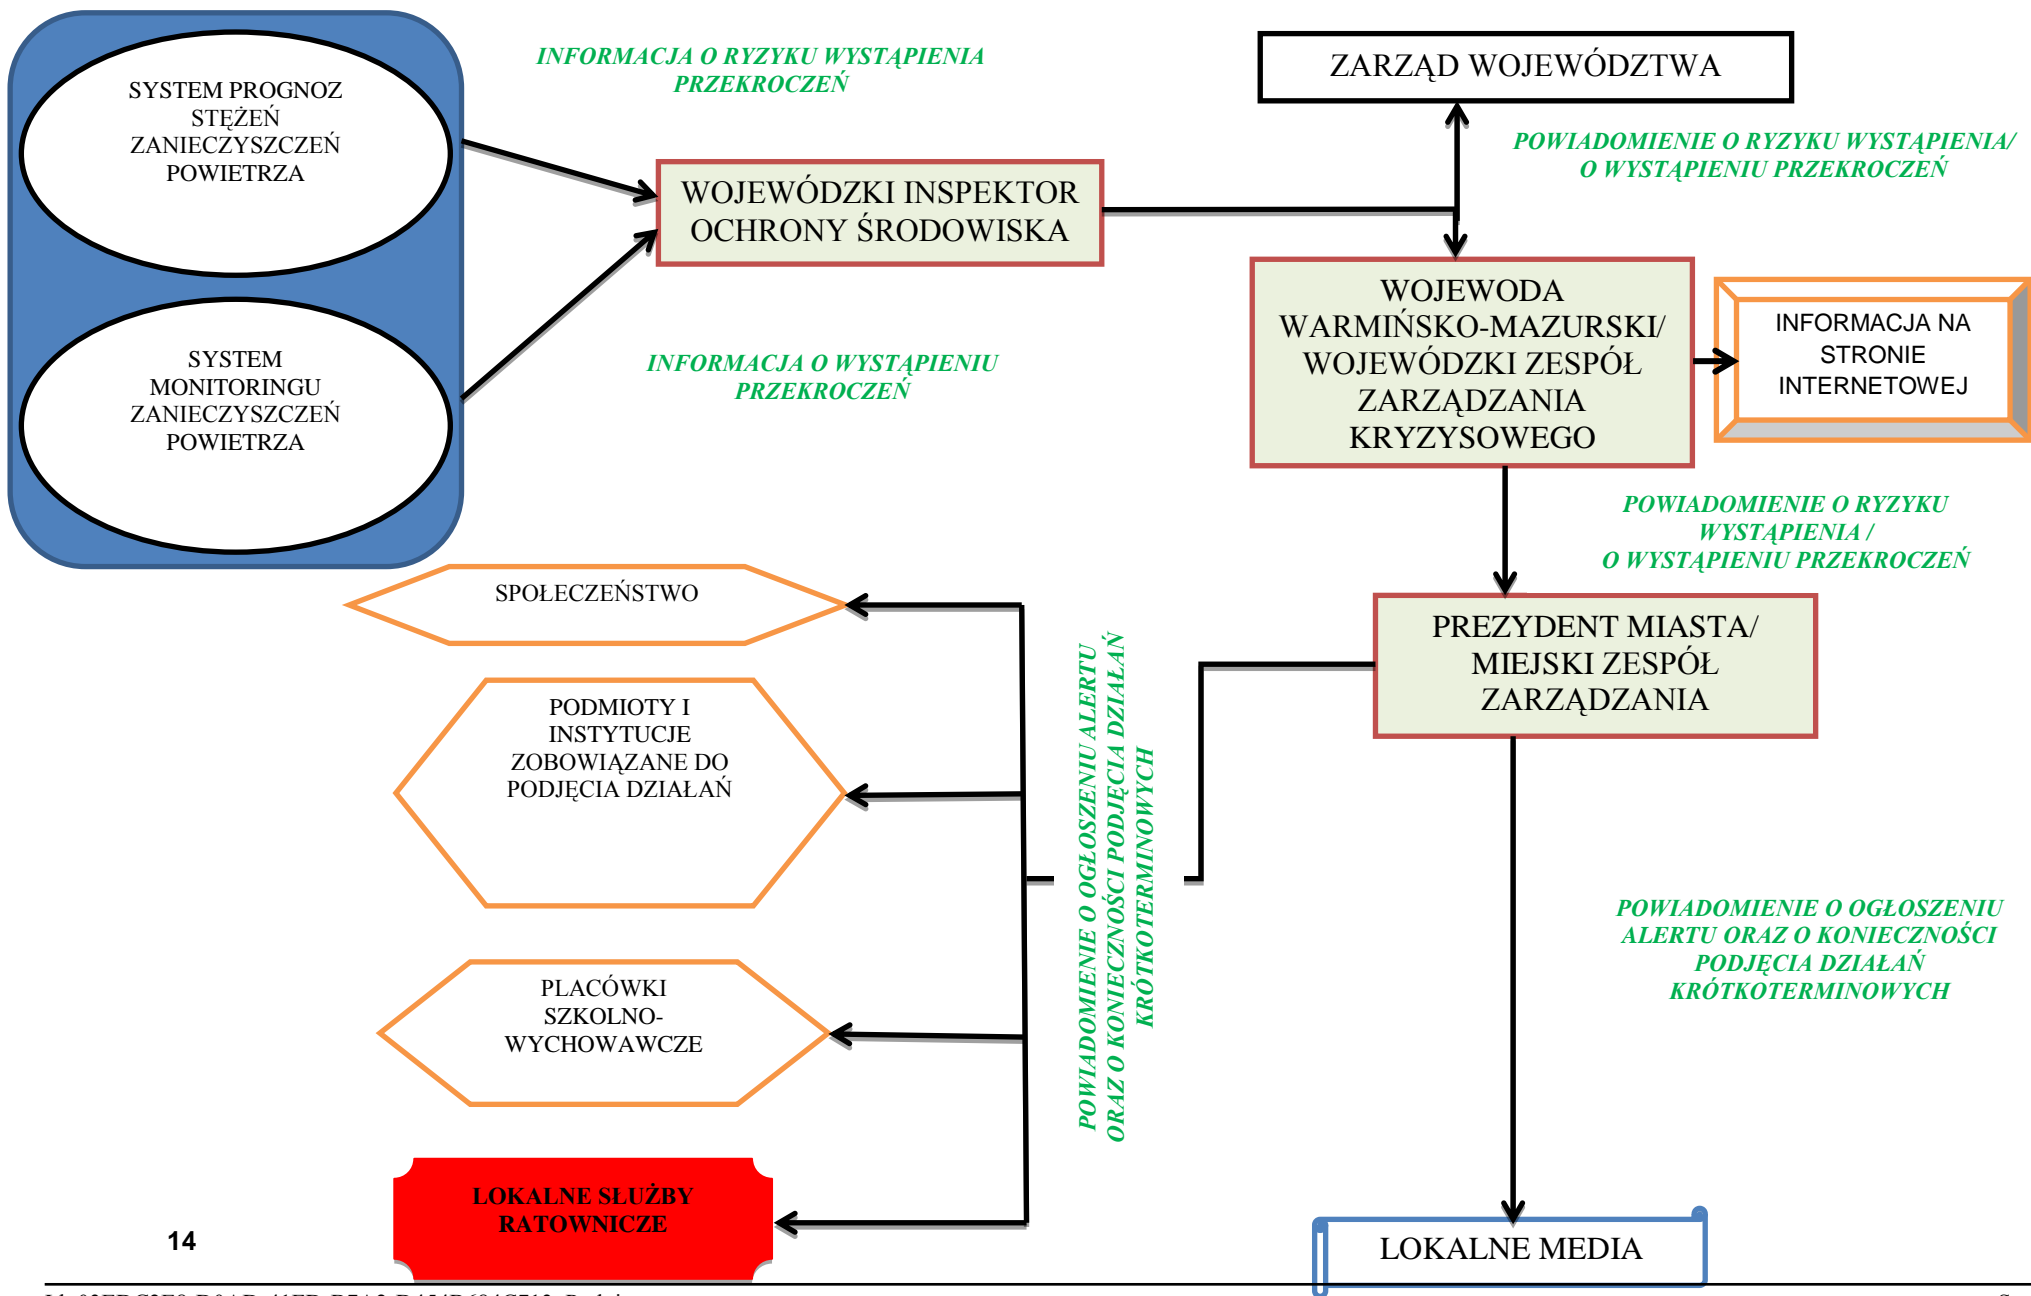 SYSTEM PROGNOZ
STĘŻEŃ
ZANIECZYSZCZEŃ
POWIETRZA
INFORMACJA O RYZYKU WYSTĄPIENIA
PRZEKROCZEŃ
ZARZĄD WOJEWÓDZTWA
POWIADOMIENIE O RYZYKU WYSTĄPIENIA/
O WYSTĄPIENIU PRZEKROCZEŃ
WOJEWÓDZKI INSPEKTOR
OCHRONY ŚRODOWISKA
SYSTEM
MONITORINGU
ZANIECZYSZCZEŃ
POWIETRZA
INFORMACJA O WYSTĄPIENIU
PRZEKROCZEŃ
WOJEWODA
WARMIŃSKO-MAZURSKI/
WOJEWÓDZKI ZESPÓŁ
ZARZĄDZANIA
KRYZYSOWEGO
INFORMACJA NA
STRONIE
INTERNETOWEJ
POWIADOMIENIE O RYZYKU
WYSTĄPIENIA /
O WYSTĄPIENIU PRZEKROCZEŃ
PREZYDENT MIASTA/
MIEJSKI ZESPÓŁ
ZARZĄDZANIA
SPOŁECZEŃSTWO
PODMIOTY I
INSTYTUCJE
ZOBOWIĄZANE DO
PODJĘCIA DZIAŁAŃ
PLACÓWKI
SZKOLNO-
WYCHOWAWCZE
LOKALNE SŁUŻBY
RATOWNICZE
POWIADOMIENIE O OGŁOSZENIU ALERTU
ORAZ O KONIECZNOŚCI PODJĘCIA DZIAŁAŃ
KRÓTKOTERMINOWYCH
POWIADOMIENIE O OGŁOSZENIU
ALERTU ORAZ O KONIECZNOŚCI
PODJĘCIA DZIAŁAŃ
KRÓTKOTERMINOWYCH
LOKALNE MEDIA
14